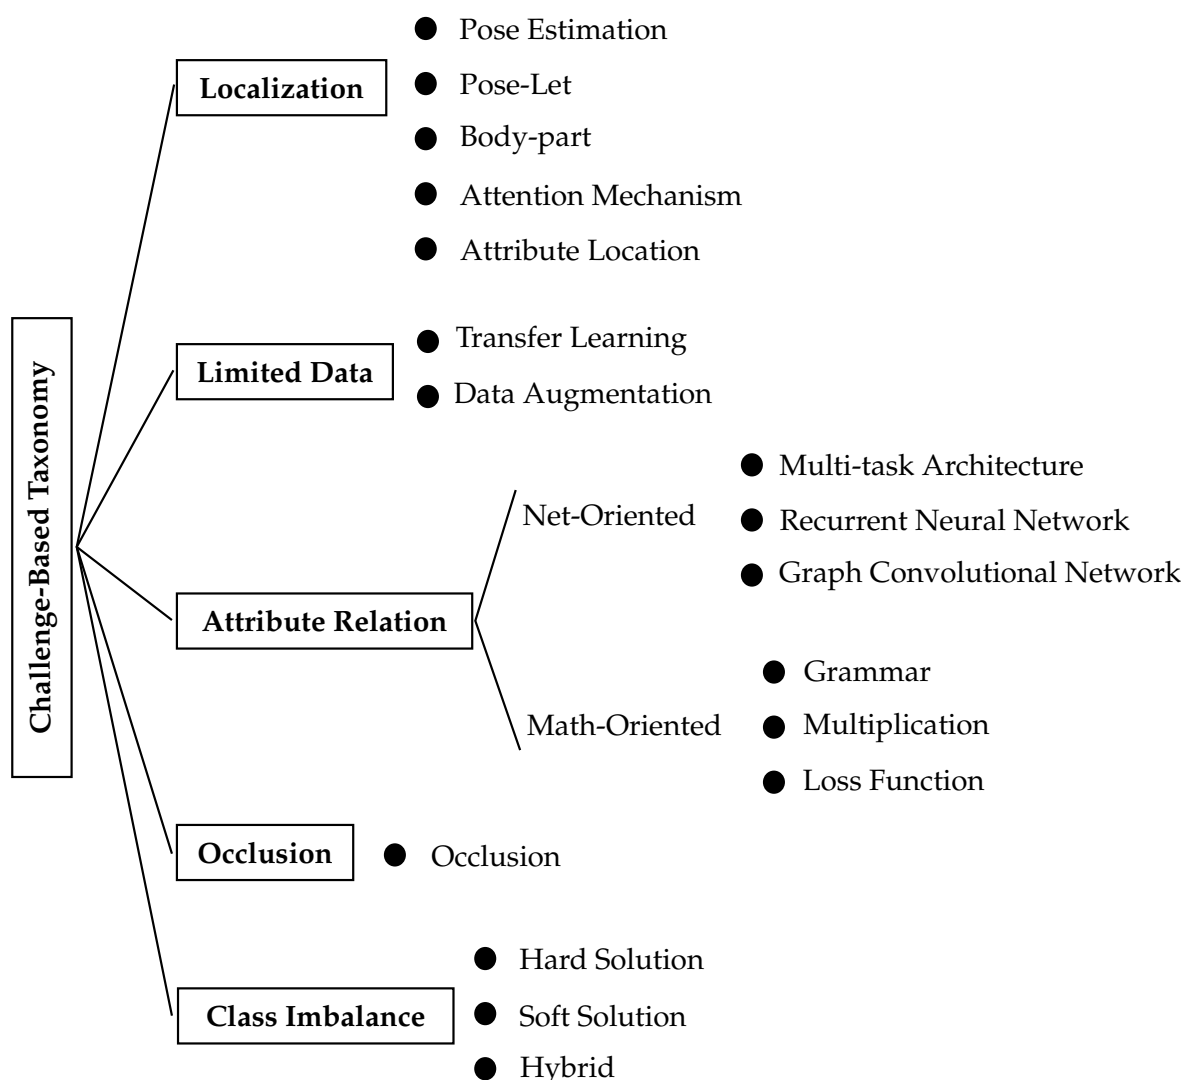 Challenge-Based Taxonomy
Localization
Pose Estimation
Pose-Let
Body-part
Attention Mechanism
Attribute Location
Limited Data
Transfer Learning
Data Augmentation
Attribute Relation
Net-Oriented
Multi-task Architecture
Recurrent Neural Network
Graph Convolutional Network
Math-Oriented
Grammar
Multiplication
Loss Function
Occlusion
Occlusion
Class Imbalance
Hard Solution
Soft Solution
Hybrid